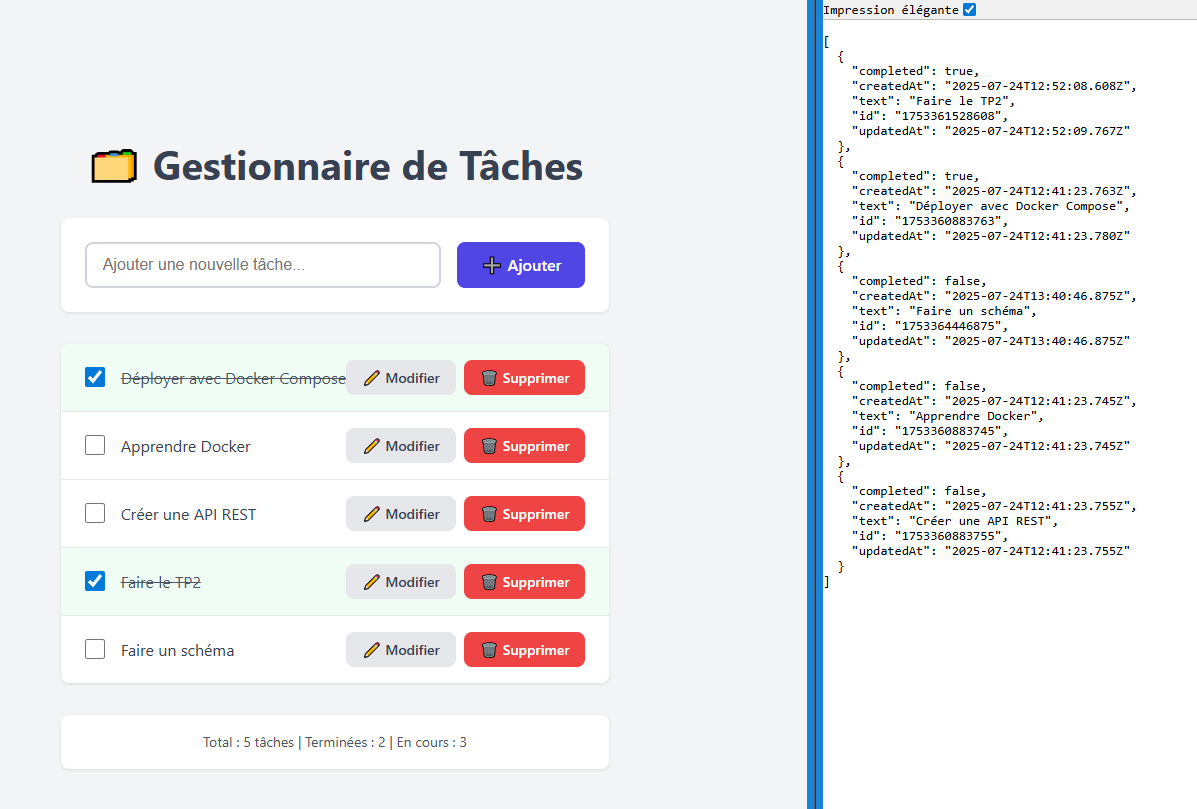 Gestionnaire de Tâches
Ajouter une nouvelle tâche...
Ajouter
Déployer avec Docker Compose
Modifier
Supprimer
Apprendre Docker
Modifier
Supprimer
Créer une API REST
Modifier
Supprimer
Faire le TP2
Modifier
Supprimer
Faire un schéma
Modifier
Supprimer
Total : 5 tâches | Terminées : 2 | En cours : 3
Impression élégante
[
  {
    "completed": true,
    "createdAt": "2025-07-24T12:52:08.608Z",
    "text": "Faire le TP2",
    "id": "1753361528608",
    "updatedAt": "2025-07-24T12:52:09.767Z"
  },
  {
    "completed": true,
    "createdAt": "2025-07-24T12:41:23.763Z",
    "text": "Déployer avec Docker Compose",
    "id": "1753360883763",
    "updatedAt": "2025-07-24T12:41:23.780Z"
  },
  {
    "completed": false,
    "createdAt": "2025-07-24T13:40:46.875Z",
    "text": "Faire un schéma",
    "id": "1753364446875",
    "updatedAt": "2025-07-24T13:40:46.875Z"
  },
  {
    "completed": false,
    "createdAt": "2025-07-24T12:41:23.745Z",
    "text": "Apprendre Docker",
    "id": "1753360883745",
    "updatedAt": "2025-07-24T12:41:23.745Z"
  },
  {
    "completed": false,
    "createdAt": "2025-07-24T12:41:23.755Z",
    "text": "Créer une API REST",
    "id": "1753360883755",
    "updatedAt": "2025-07-24T12:41:23.755Z"
  }
]